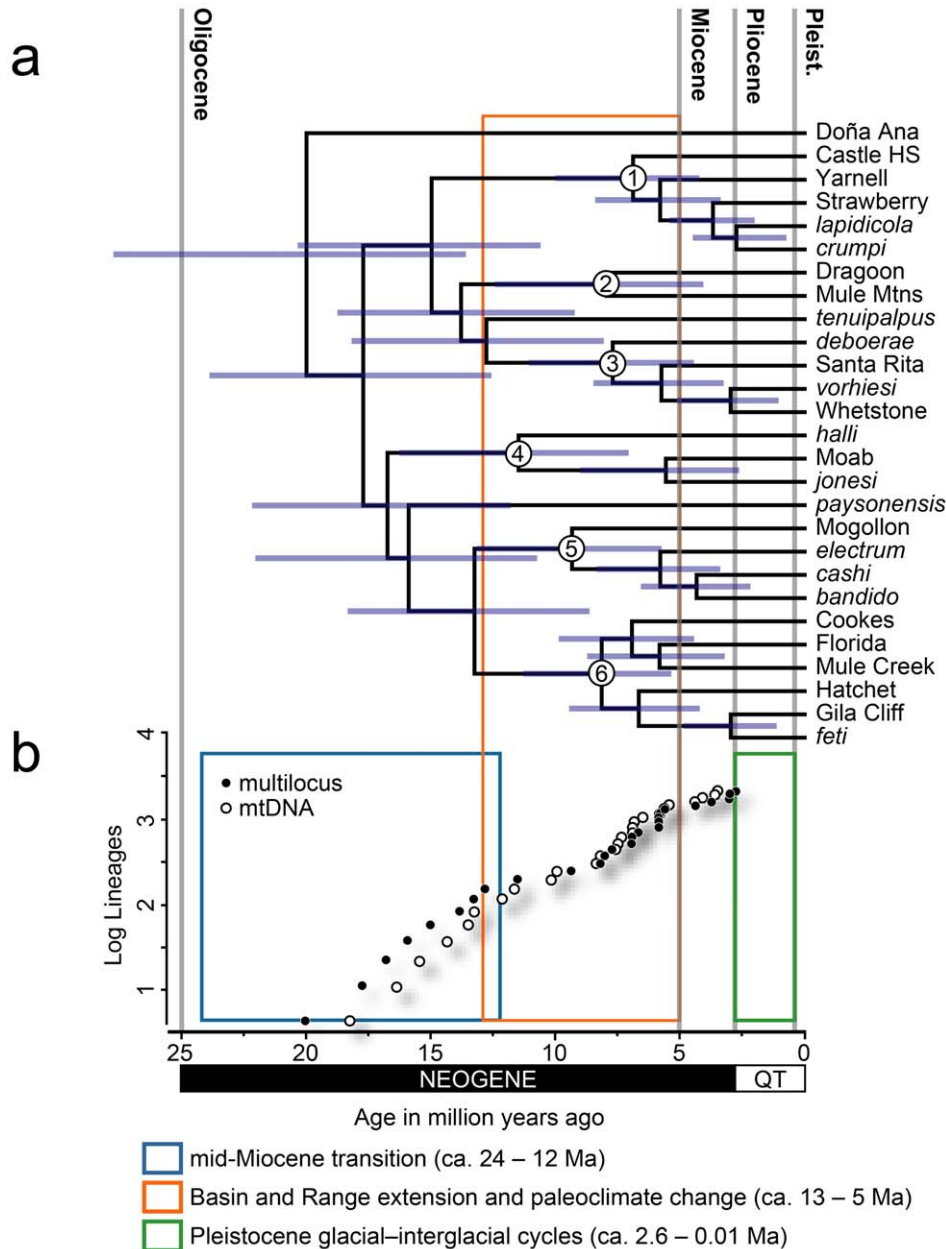 a
Oligocene
Miocene
Pliocene
Pleist.
Doña Ana
Castle HS
Yarnell
Strawberry
lapidicola
crumpi
Dragoon
Mule Mtns
tenuipalpus
deboerae
Santa Rita
vorhiesi
Whetstone
halli
Moab
jonesi
paysonensis
Mogollon
electrum
cashi
bandido
Cookes
Florida
Mule Creek
Hatchet
Gila Cliff
feti
1
2
3
4
5
6
b
4
3
2
1
Log Lineages
multilocus
mtDNA
25 20 15 10 5 0
NEOGENE QT
Age in million years ago
mid-Miocene transition (ca. 24 – 12 Ma)
Basin and Range extension and paleoclimate change (ca. 13 – 5 Ma)
Pleistocene glacial–interglacial cycles (ca. 2.6 – 0.01 Ma)